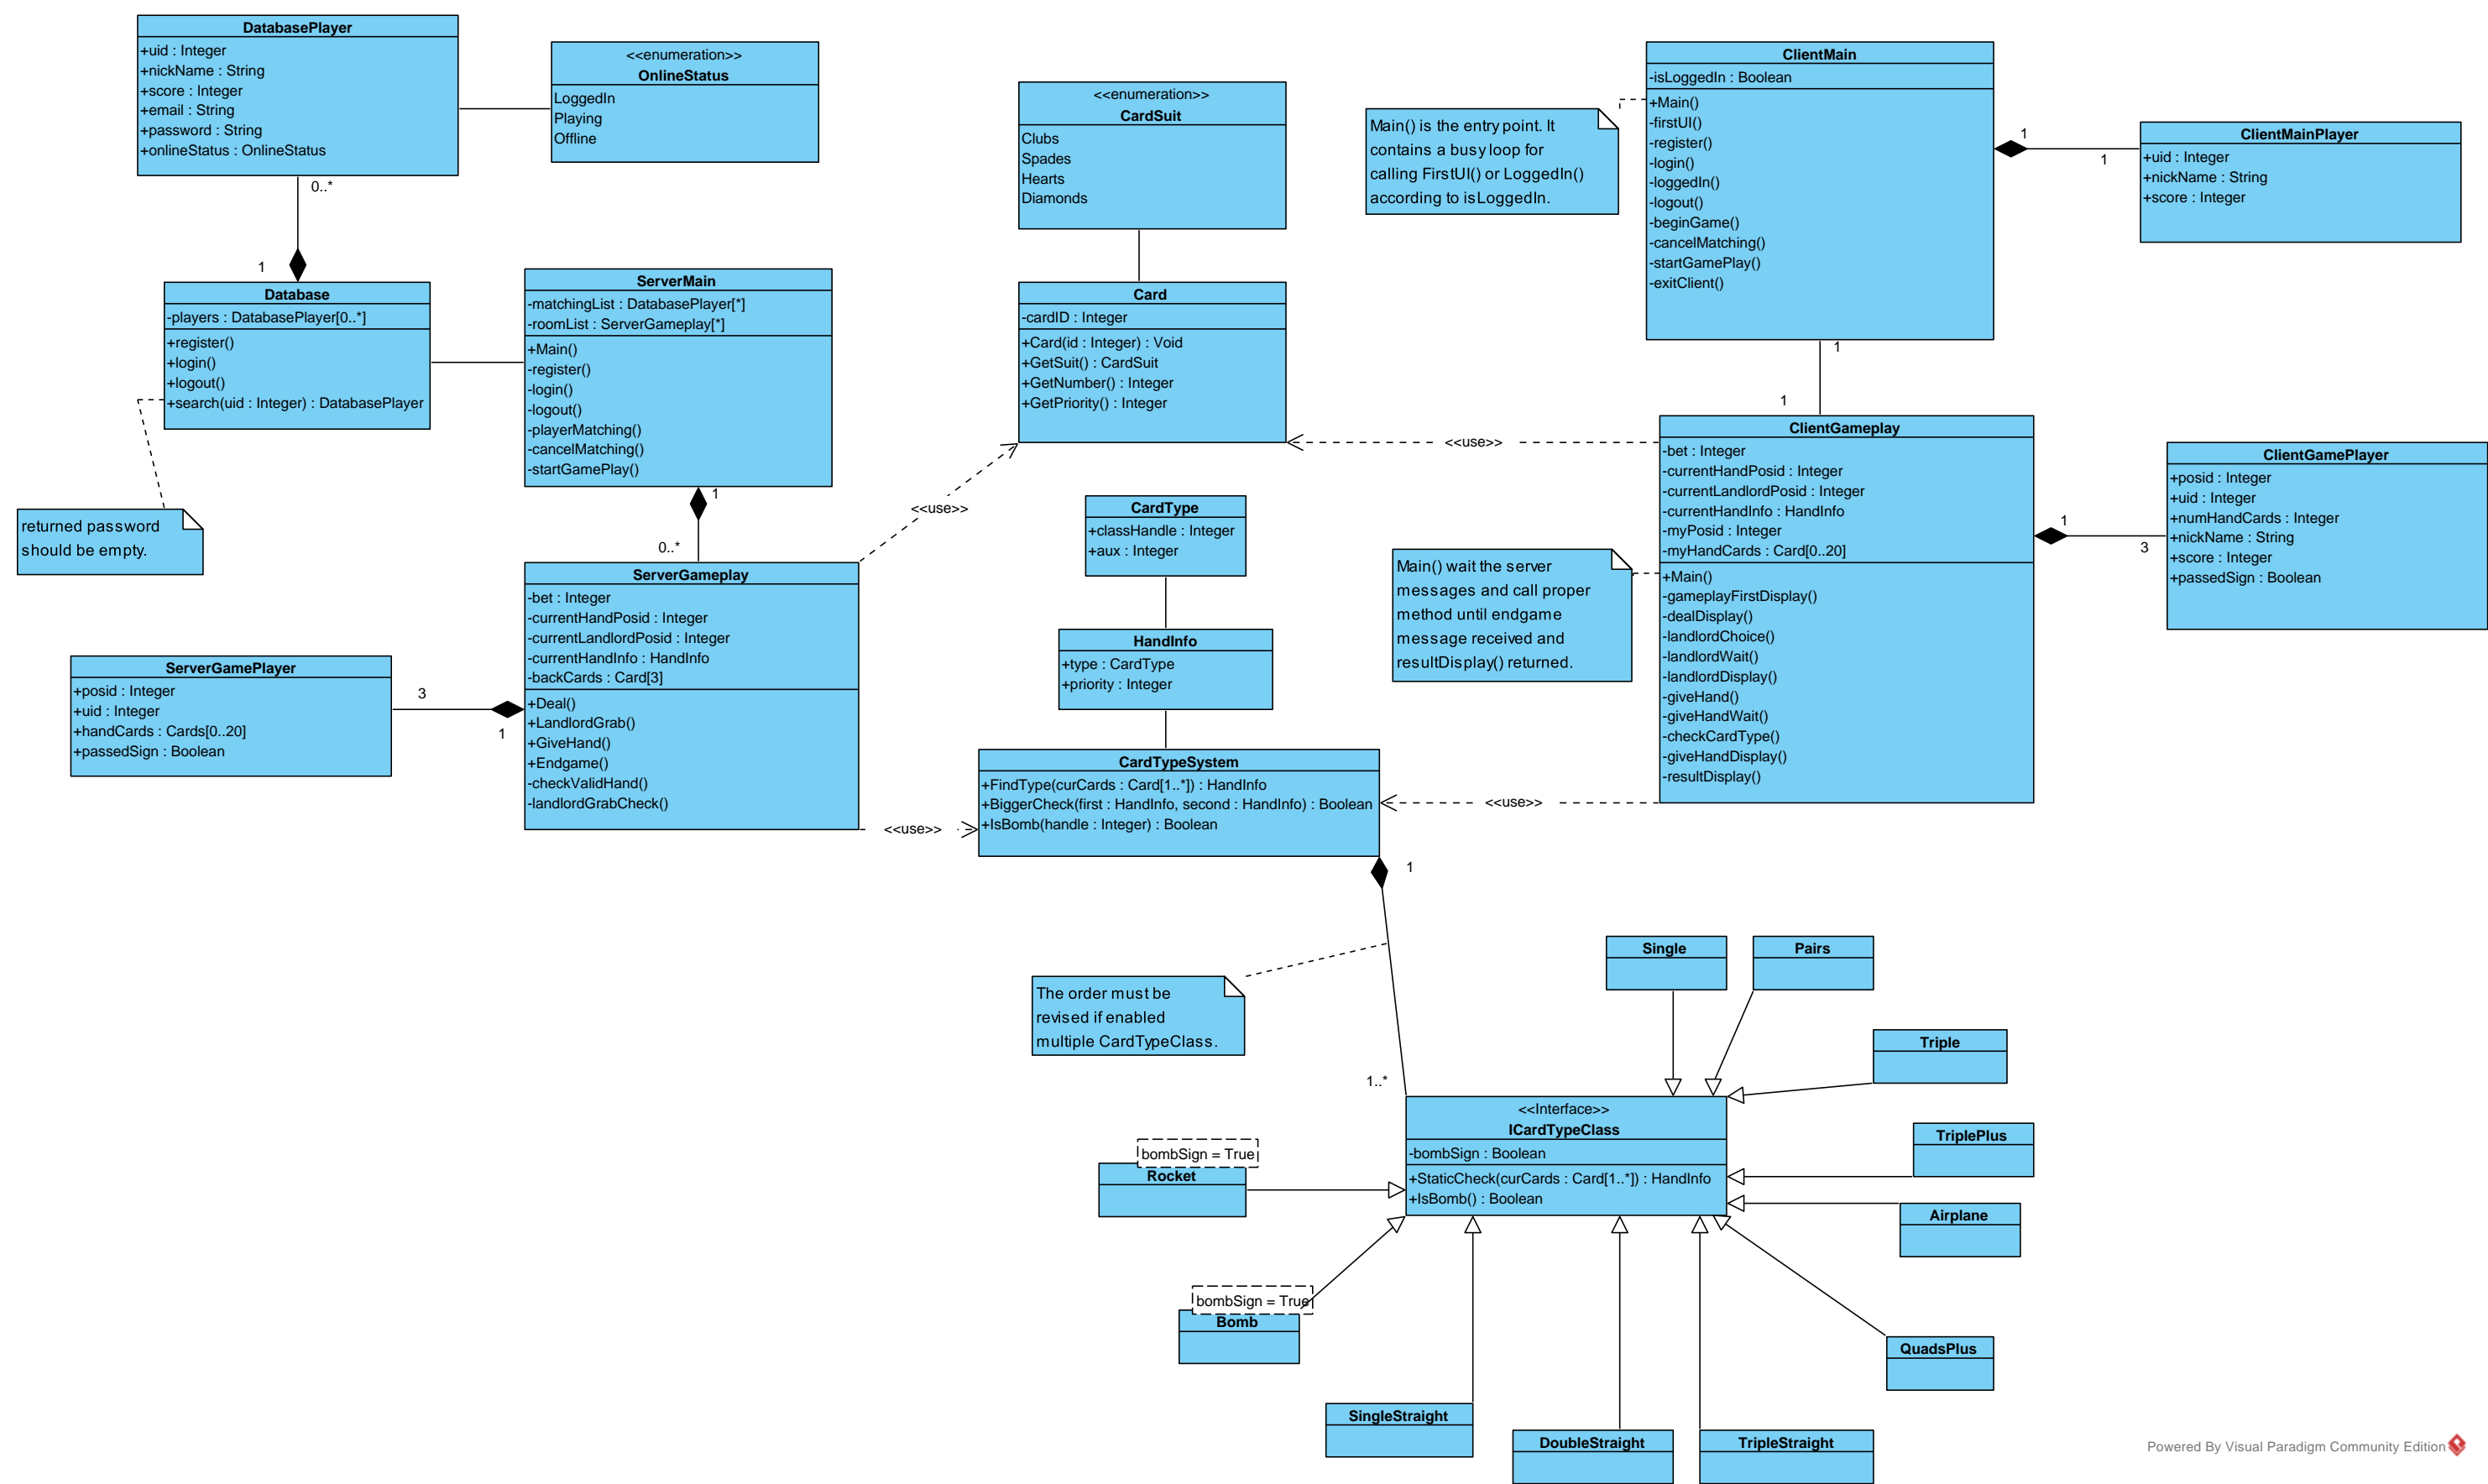 DatabasePlayer
+uid : Integer
+nickName : String
+score : Integer
+email : String
+password : String
+onlineStatus : OnlineStatus
<<enumeration>>
OnlineStatus
LoggedIn
Playing
Offline
0..*
1
Database
-players : DatabasePlayer[0..*]
+register()
+login()
+logout()
+search(uid : Integer) : DatabasePlayer
returned password
should be empty.
ServerMain
-matchingList : DatabasePlayer[*]
-roomList : ServerGameplay[*]
+Main()
-register()
-login()
-logout()
-playerMatching()
-cancelMatching()
-startGamePlay()
1
0..*
ServerGameplay
-bet : Integer
-currentHandPosid : Integer
-currentLandlordPosid : Integer
-currentHandInfo : HandInfo
-backCards : Card[3]
+Deal()
+LandlordGrab()
+GiveHand()
+Endgame()
-checkValidHand()
-landlordGrabCheck()
3
1
ServerGamePlayer
+posid : Integer
+uid : Integer
+handCards : Cards[0..20]
+passedSign : Boolean
<<enumeration>>
CardSuit
Clubs
Spades
Hearts
Diamonds
Card
-cardID : Integer
+Card(id : Integer) : Void
+GetSuit() : CardSuit
+GetNumber() : Integer
+GetPriority() : Integer
<<use>>
<<use>>
CardType
+classHandle : Integer
+aux : Integer
HandInfo
+type : CardType
+priority : Integer
CardTypeSystem
+FindType(curCards : Card[1..*]) : HandInfo
+BiggerCheck(first : HandInfo, second : HandInfo) : Boolean
+IsBomb(handle : Integer) : Boolean
<<use>>
<<use>>
Main() is the entry point. It
contains a busy loop for
calling FirstUI() or LoggedIn()
according to isLoggedIn.
ClientMain
-isLoggedIn : Boolean
+Main()
-firstUI()
-register()
-login()
-loggedIn()
-logout()
-beginGame()
-cancelMatching()
-startGamePlay()
-exitClient()
1
1
ClientMainPlayer
+uid : Integer
+nickName : String
+score : Integer
1
1
ClientGameplay
-bet : Integer
-currentHandPosid : Integer
-currentLandlordPosid : Integer
-currentHandInfo : HandInfo
-myPosid : Integer
-myHandCards : Card[0..20]
+Main()
-gameplayFirstDisplay()
-dealDisplay()
-landlordChoice()
-landlordWait()
-landlordDisplay()
-giveHand()
-giveHandWait()
-checkCardType()
-giveHandDisplay()
-resultDisplay()
Main() wait the server
messages and call proper
method until endgame
message received and
resultDisplay() returned.
1
3
ClientGamePlayer
+posid : Integer
+uid : Integer
+numHandCards : Integer
+nickName : String
+score : Integer
+passedSign : Boolean
1
The order must be
revised if enabled
multiple CardTypeClass.
1..*
Single
Pairs
Triple
<<Interface>>
ICardTypeClass
-bombSign : Boolean
+StaticCheck(curCards : Card[1..*]) : HandInfo
+IsBomb() : Boolean
TriplePlus
Airplane
bombSign = True
Rocket
bombSign = True
Bomb
QuadsPlus
SingleStraight
DoubleStraight
TripleStraight
Powered By Visual Paradigm Community Edition